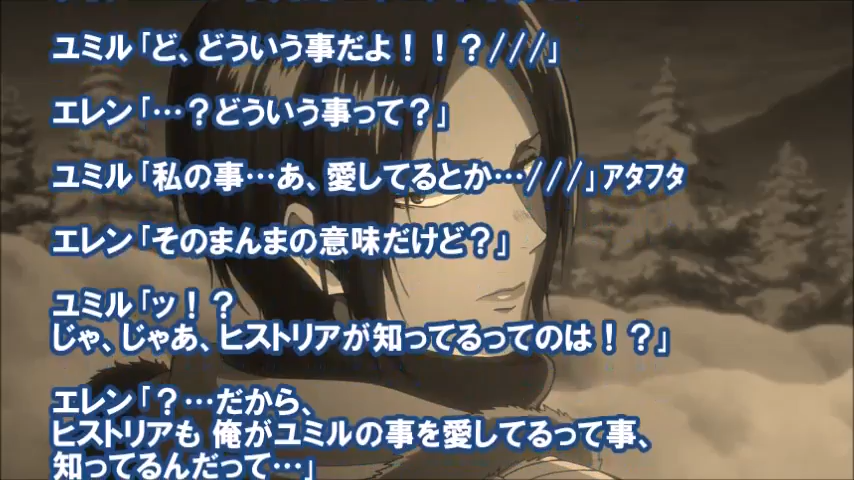 ユミル「ど、どういう事だよ！！？///」
エレン「…？どういう事って？」
ユミル「私の事…あ、愛してるとか…///」アタフタ
エレン「そのまんまの意味だけど？」
ユミル「ッ！？
じゃ、じゃあ、ヒストリアが知ってるってのは！？」
エレン「？…だから、
ヒストリアも 俺がユミルの事を愛してるって事、
知ってるんだって…」